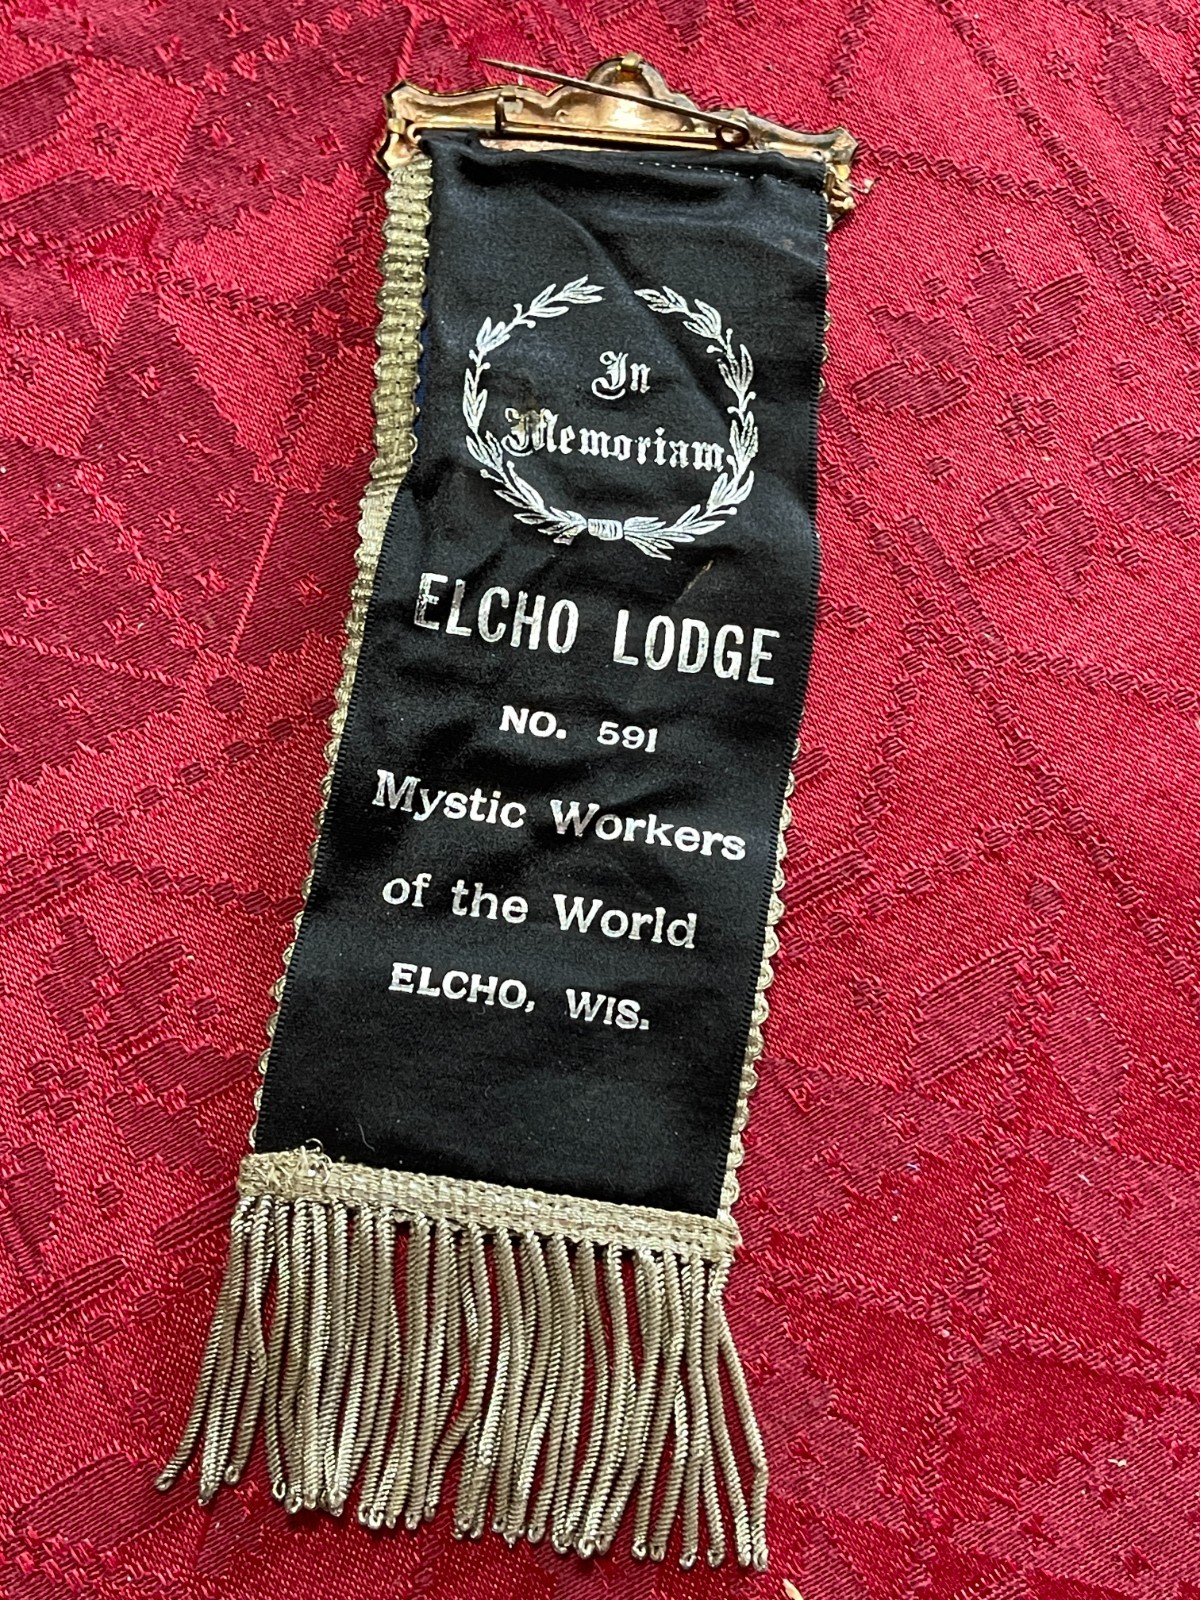 In
Memoriam
ELCHO LODGE
NO. 591
Mystic Workers
of the World
ELCHO, WIS.